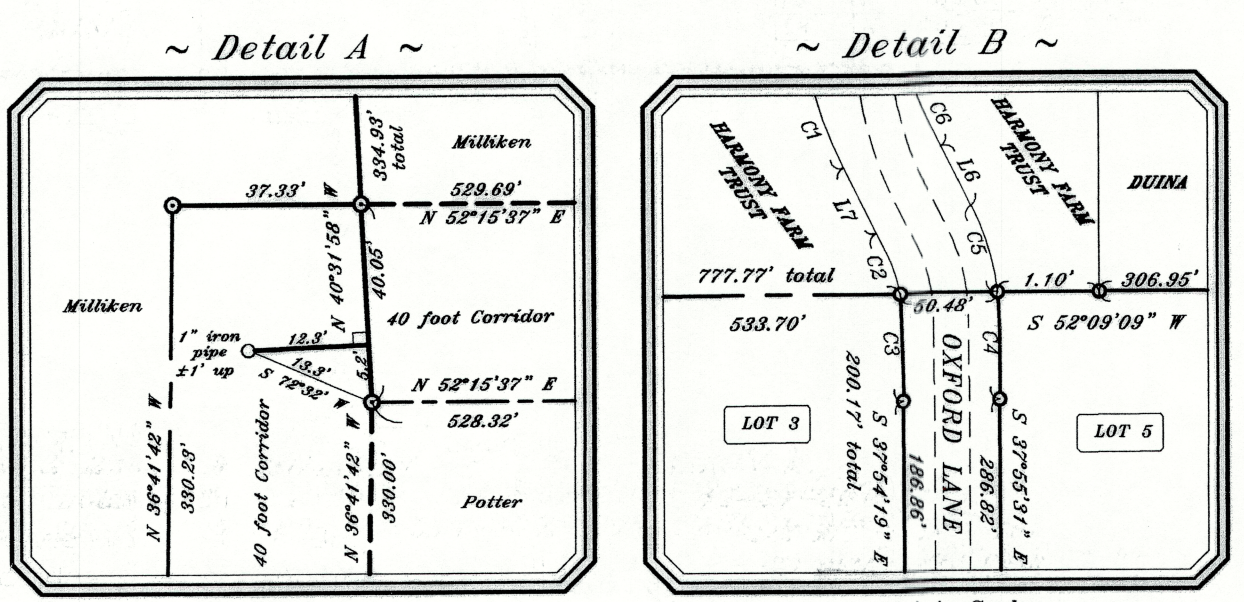 ~ Detail A ~
334.93'
total
Milliken
37.33'
529.69'
N 52°15'37" E
N 40°31'58" W
40.05'
Milliken
40 foot Corridor
1" iron
pipe
±1' up
12.3'
13.3'
5.2'
S 72°32' W
N 52°15'37" E
528.32'
N 36°41'42" W
330.23'
40 foot Corridor
N 36°41'42" W
330.00'
Potter
~ Detail B ~
C1
C6
HARMONY FARM
TRUST
HARMONY FARM
TRUST
L6
DUINA
L7
C5
C2
777.77' total
533.70'
50.48'
1.10'
306.95'
S 52°09'09" W
C3
C4
OXFORD LANE
200.17' total
S 37°54'19" E
186.86'
S 37°55'31" E
286.82'
LOT 3
LOT 5